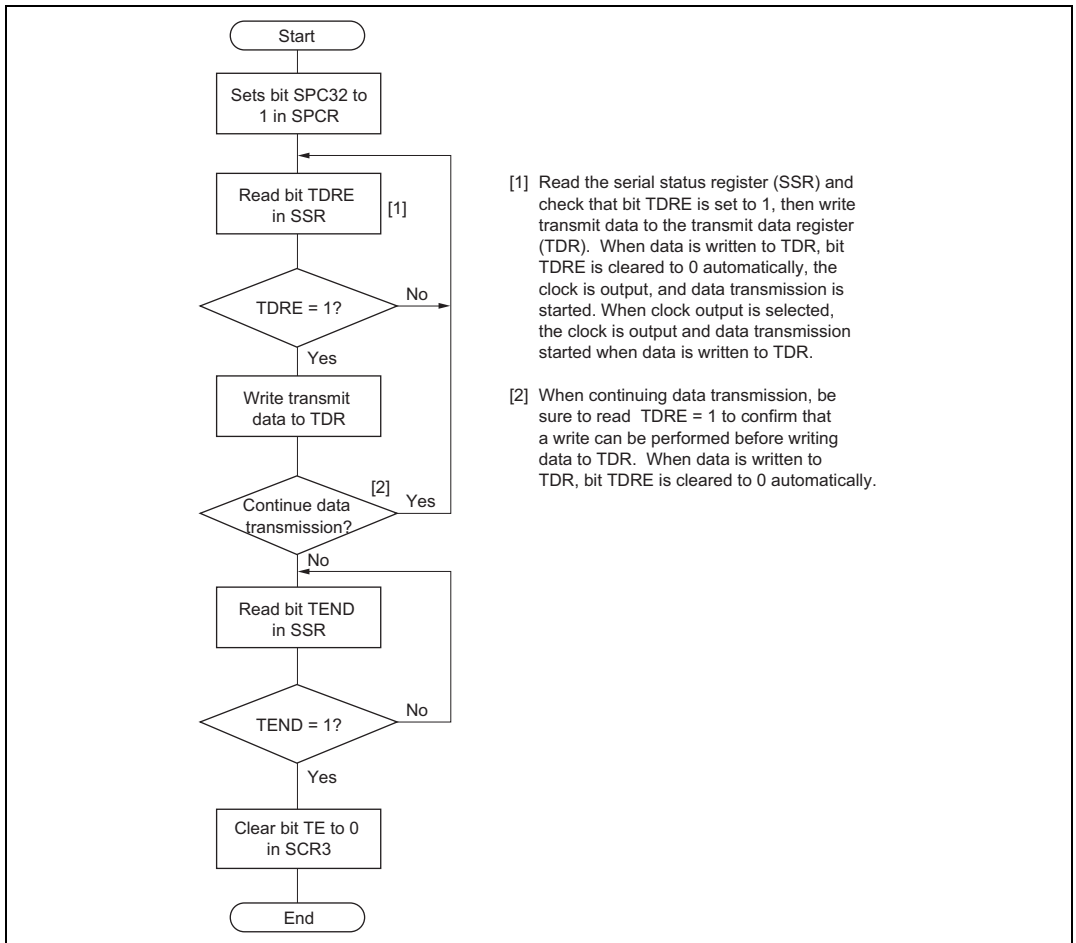 Start
Sets bit SPC32 to
1 in SPCR
Read bit TDRE
in SSR
[1]
TDRE = 1?
No
Yes
Write transmit
data to TDR
[2]
Continue data
transmission?
Yes
No
Read bit TEND
in SSR
TEND = 1?
No
Yes
Clear bit TE to 0
in SCR3
End
[1] Read the serial status register (SSR) and
check that bit TDRE is set to 1, then write
transmit data to the transmit data register
(TDR). When data is written to TDR, bit
TDRE is cleared to 0 automatically, the
clock is output, and data transmission is
started. When clock output is selected,
the clock is output and data transmission
started when data is written to TDR.
[2] When continuing data transmission, be
sure to read TDRE = 1 to confirm that
a write can be performed before writing
data to TDR. When data is written to
TDR, bit TDRE is cleared to 0 automatically.